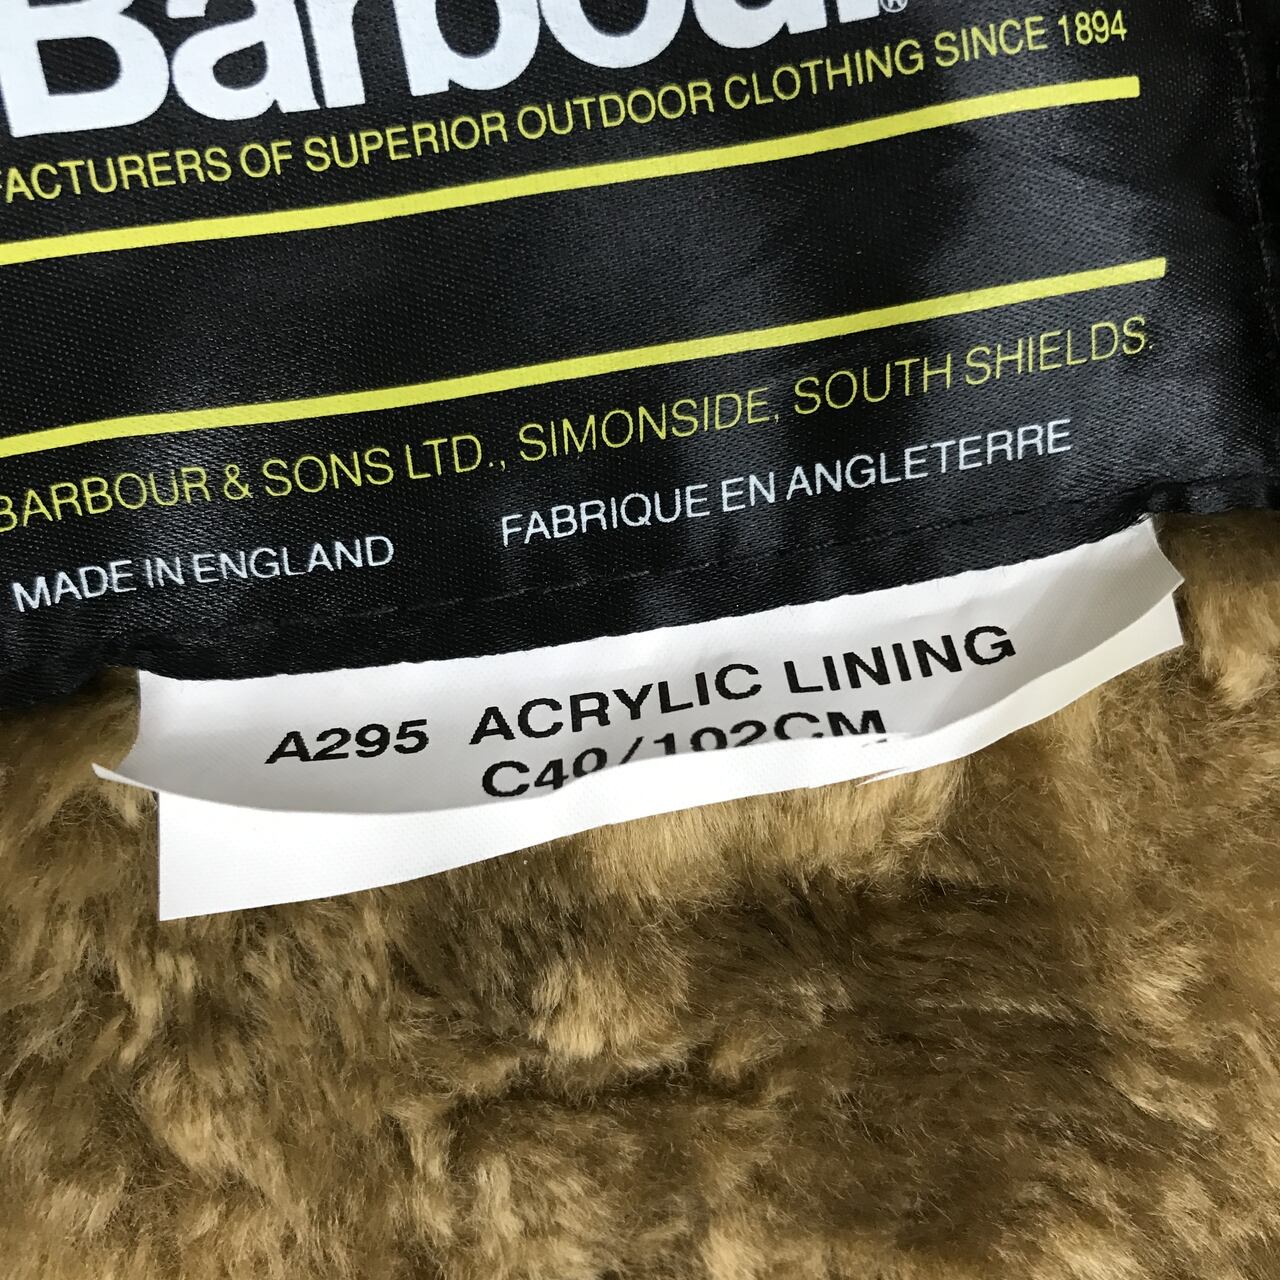 Barbour®
FACTURERS OF SUPERIOR OUTDOOR CLOTHING SINCE 1894
BARBOUR & SONS LTD., SIMONSIDE, SOUTH SHIELDS.
MADE IN ENGLAND FABRIQUE EN ANGLETERRE
A295 ACRYLIC LINING
C40/102CM